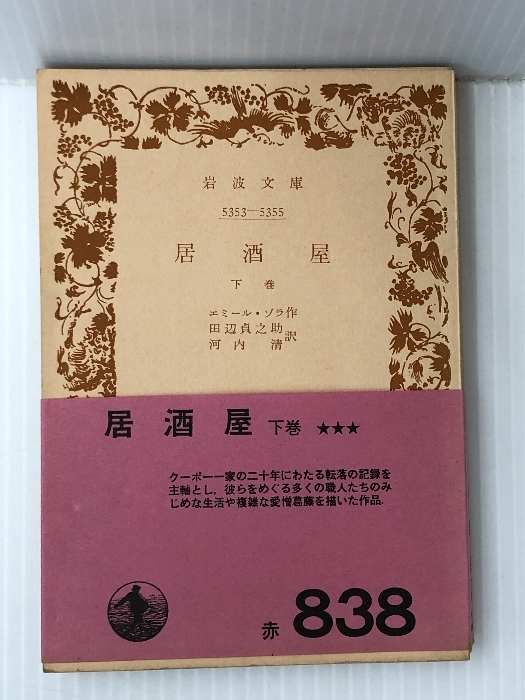 岩波文庫
5353—5355
居酒屋
下巻
エミール・ゾラ作
田辺貞之助
河内清訳
居酒屋 下巻 ★★★
クーポー一家の二十年にわたる転落の記録を
主軸とし，彼らをめぐる多くの職人たちのみ
じめな生活や複雑な愛憎葛藤を描いた作品．
赤 838